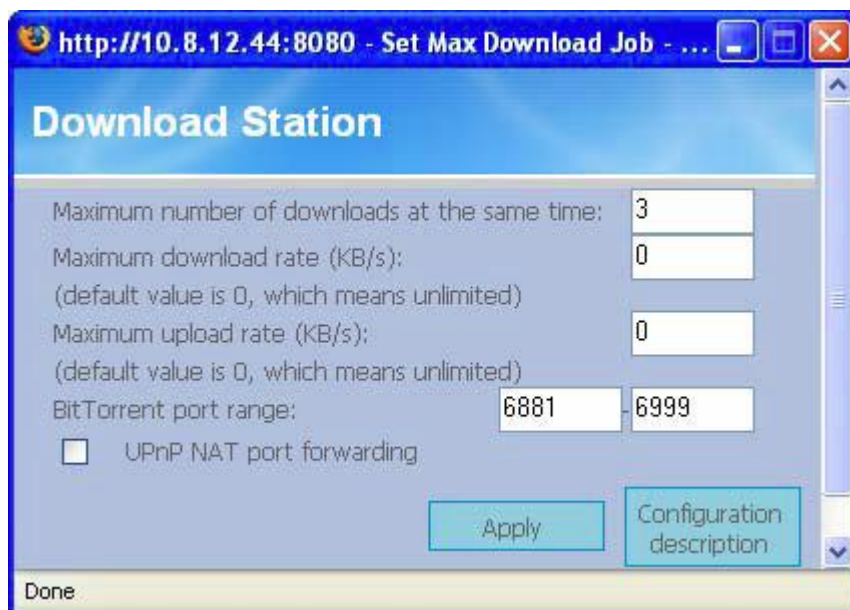 http://10.8.12.44:8080 - Set Max Download Job - ...
Download Station
Maximum number of downloads at the same time: 3
Maximum download rate (KB/s): 0
(default value is 0, which means unlimited)
Maximum upload rate (KB/s): 0
(default value is 0, which means unlimited)
BitTorrent port range: 6881 - 6999
UPnP NAT port forwarding
Apply
Configuration
description
Done